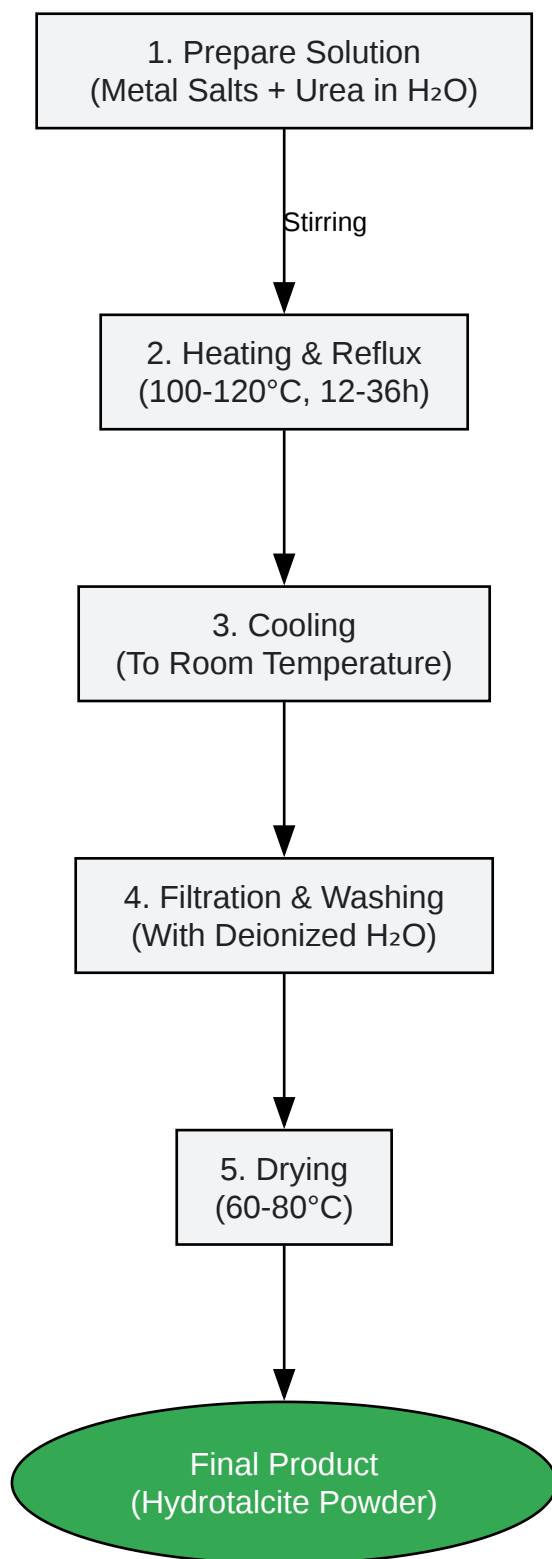 1. Prepare Solution
(Metal Salts + Urea in H₂O)
Stirring
2. Heating & Reflux
(100-120°C, 12-36h)
3. Cooling
(To Room Temperature)
4. Filtration & Washing
(With Deionized H₂O)
5. Drying
(60-80°C)
Final Product
(Hydrotalcite Powder)